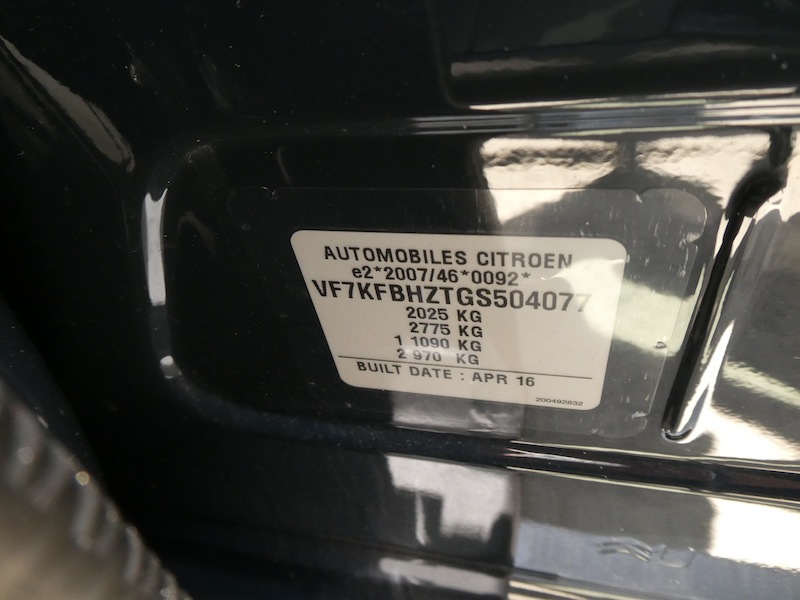 AUTOMOBILES CITROEN
e2*2007/46*0092*
VF7KFBHZTGS504077
2025 KG
2775 KG
1 1090 KG
2 970 KG
BUILT DATE : APR 16
200492632